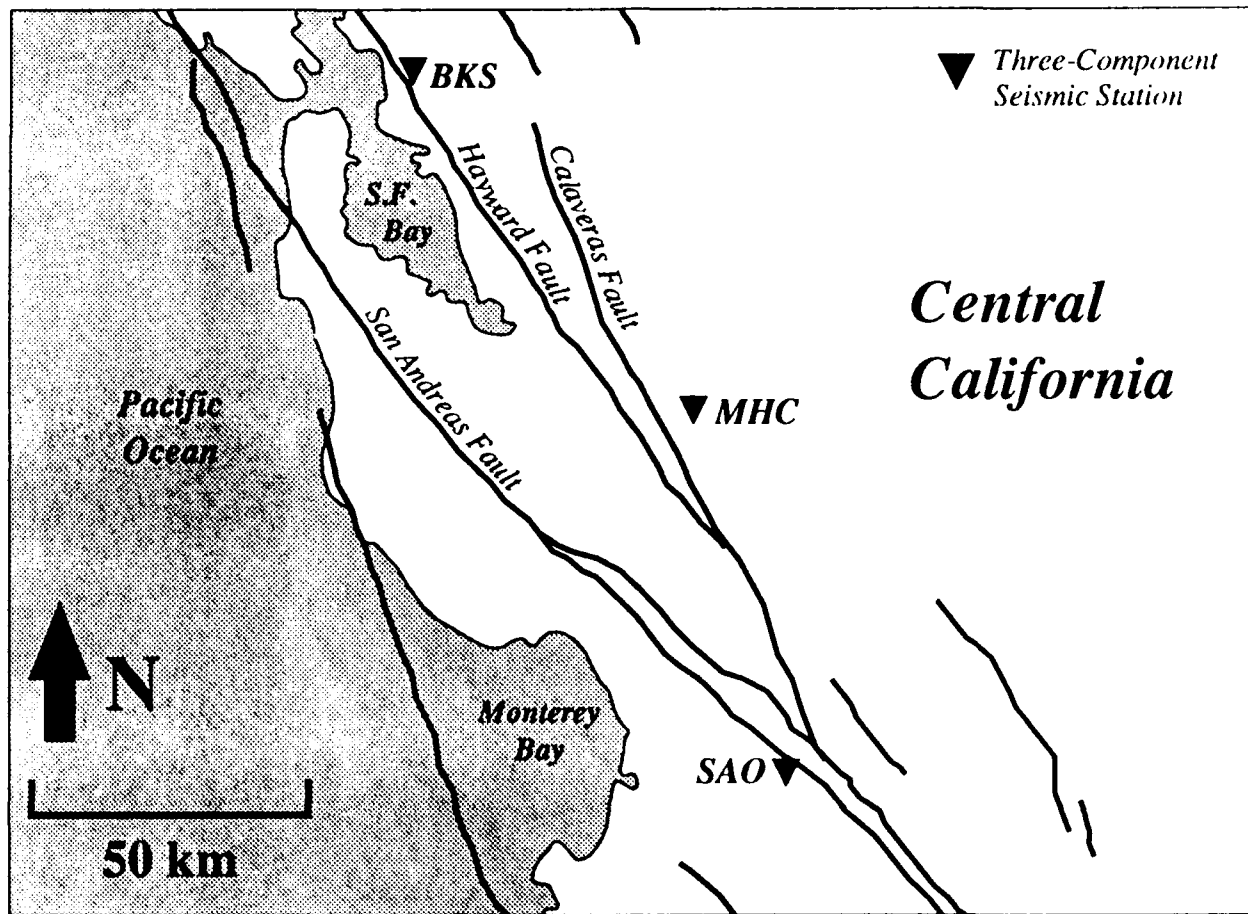 BKS
Three-Component
Seismic Station
Hayward Fault
Calaveras Fault
S.F.
Bay
San Andreas Fault
Central
California
Pacific
Ocean
MHC
N
Monterey
Bay
SAO
50 km